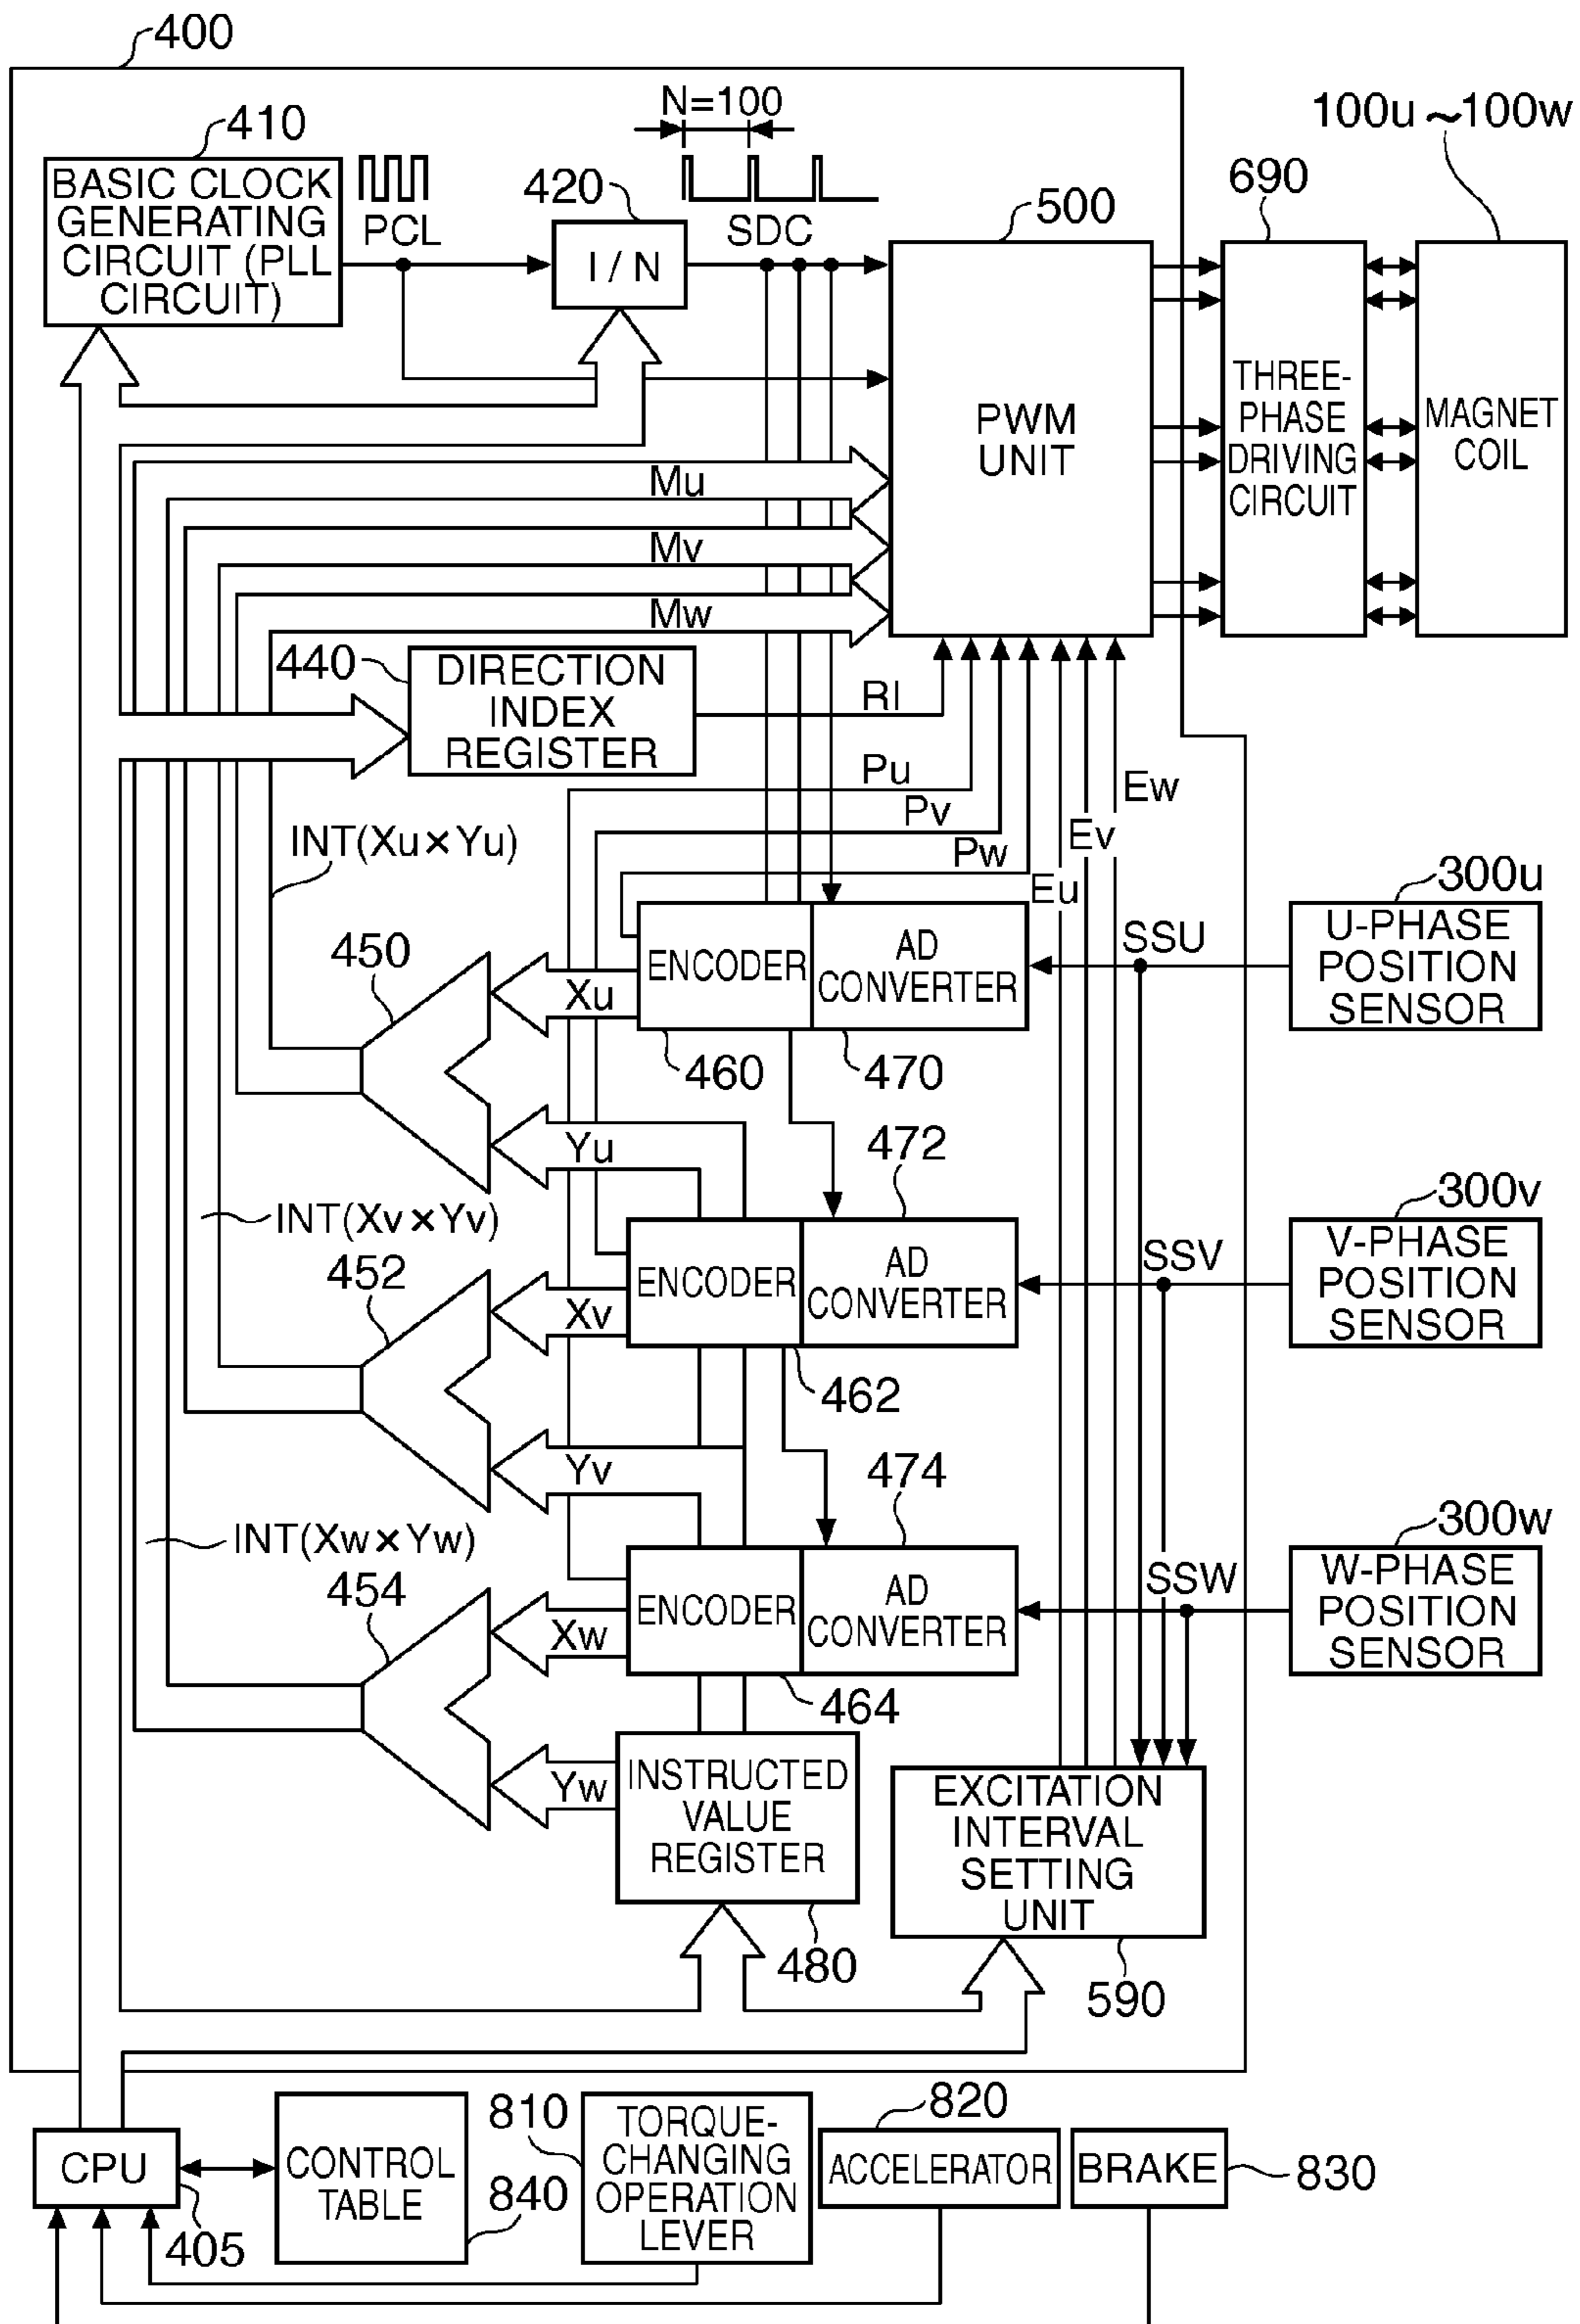 400
N=100
100u ~100w
410
BASIC CLOCK
GENERATING
CIRCUIT (PLL
CIRCUIT)
PCL
420
I / N
SDC
500
PWM
UNIT
690
THREE-
PHASE
DRIVING
CIRCUIT
MAGNET
COIL
Mu
Mv
Mw
440
DIRECTION
INDEX
REGISTER
RI
Pu
Pv
Pw
Eu
Ev
Ew
INT(Xu×Yu)
450
Xu
ENCODER
AD
CONVERTER
SSU
300u
U-PHASE
POSITION
SENSOR
460
470
Yu
472
INT(Xv×Yv)
452
Xv
ENCODER
AD
CONVERTER
SSV
300v
V-PHASE
POSITION
SENSOR
462
Yv
474
INT(Xw×Yw)
454
Xw
ENCODER
AD
CONVERTER
SSW
300w
W-PHASE
POSITION
SENSOR
464
Yw
INSTRUCTED
VALUE
REGISTER
480
EXCITATION
INTERVAL
SETTING
UNIT
590
CPU
405
CONTROL
TABLE
840
810
TORQUE-
CHANGING
OPERATION
LEVER
820
ACCELERATOR
BRAKE
830